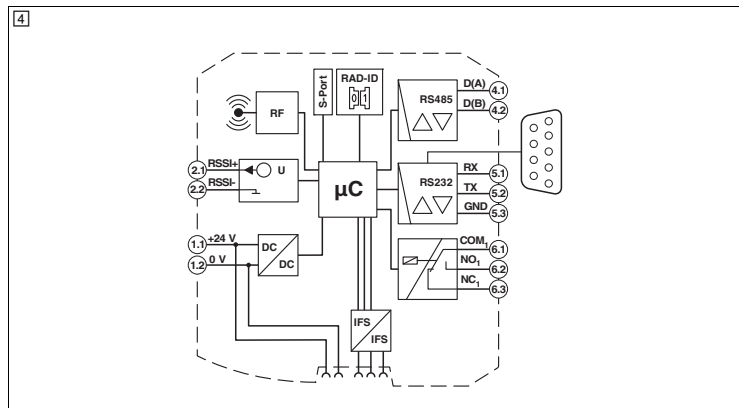 4
S-Port
RAD-ID
0 1
RF
RS485
D(A) 4.1
D(B) 4.2
2.1 RSSI+
2.2 RSSI-
U
µC
RS232
RX 5.1
TX 5.2
GND 5.3
1.1 +24 V
1.2 0 V
DC
DC
COM1 6.1
NO1 6.2
NC1 6.3
IFS
IFS